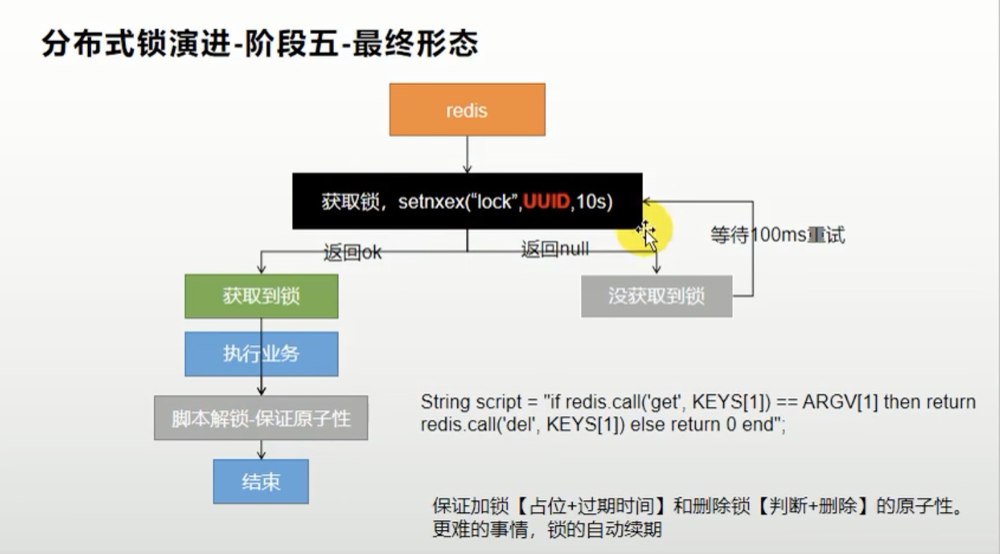 分布式锁演进-阶段五-最终形态
redis
获取锁，setnxex(“lock”,UUID,10s)
等待100ms重试
返回ok
返回null
获取到锁
没获取到锁
执行业务
脚本解锁-保证原子性
String script = "if redis.call('get', KEYS[1]) == ARGV[1] then return
redis.call('del', KEYS[1]) else return 0 end";
结束
保证加锁【占位+过期时间】和删除锁【判断+删除】的原子性。
更难的事情，锁的自动续期